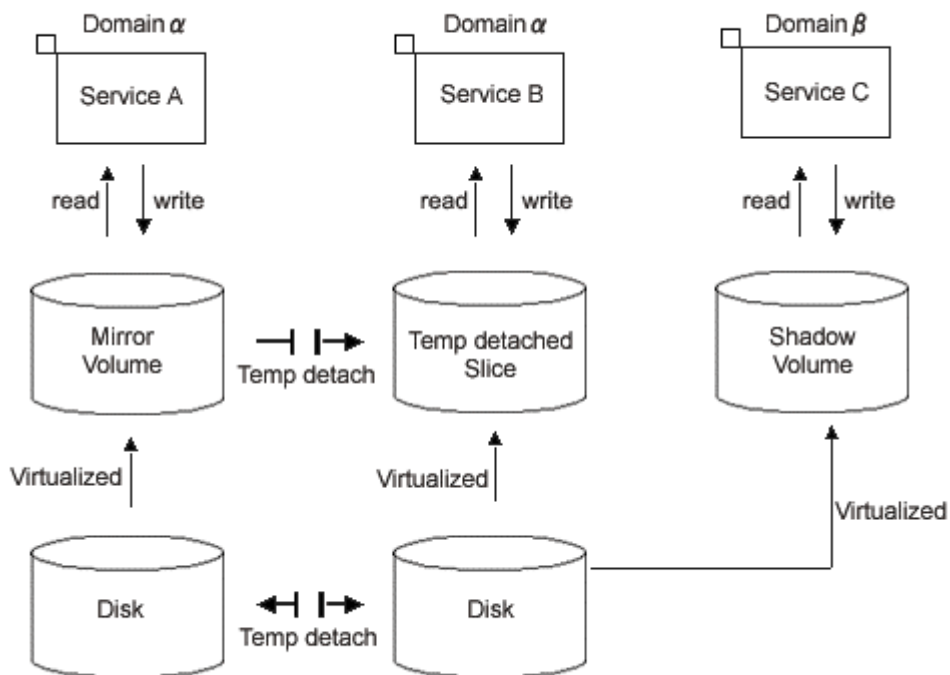 Domain α
Domain α
Domain β
Service A
Service B
Service C
read
write
read
write
read
write
Mirror
Volume
Temp detach
Temp detached
Slice
Shadow
Volume
Virtualized
Virtualized
Virtualized
Disk
Temp detach
Disk